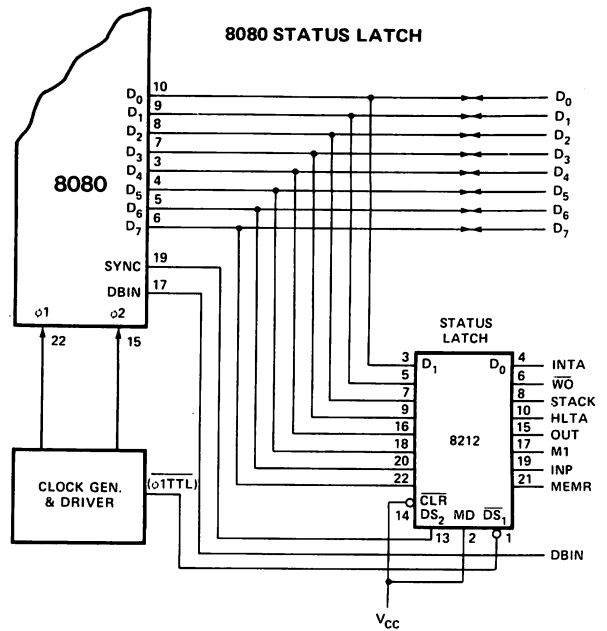 8080 STATUS LATCH
8080
D0 10 D0
D1 9 D1
D2 8 D2
D3 7 D3
D4 3 D4
D5 4 D5
D6 5 D6
D7 6 D7
SYNC 19
DBIN 17
φ1 φ2
22 15
STATUS
LATCH
3 D1 D0 4 INTA
5 6 W̅O̅
7 8 STACK
9 10 HLTA
16 15 OUT
8212
18 17 M1
20 19 INP
22 21 MEMR
CLOCK GEN.
& DRIVER
(φ1TTL)
C̅L̅R̅
14 DS2 MD D̅S̅1
13 2 1
DBIN
VCC